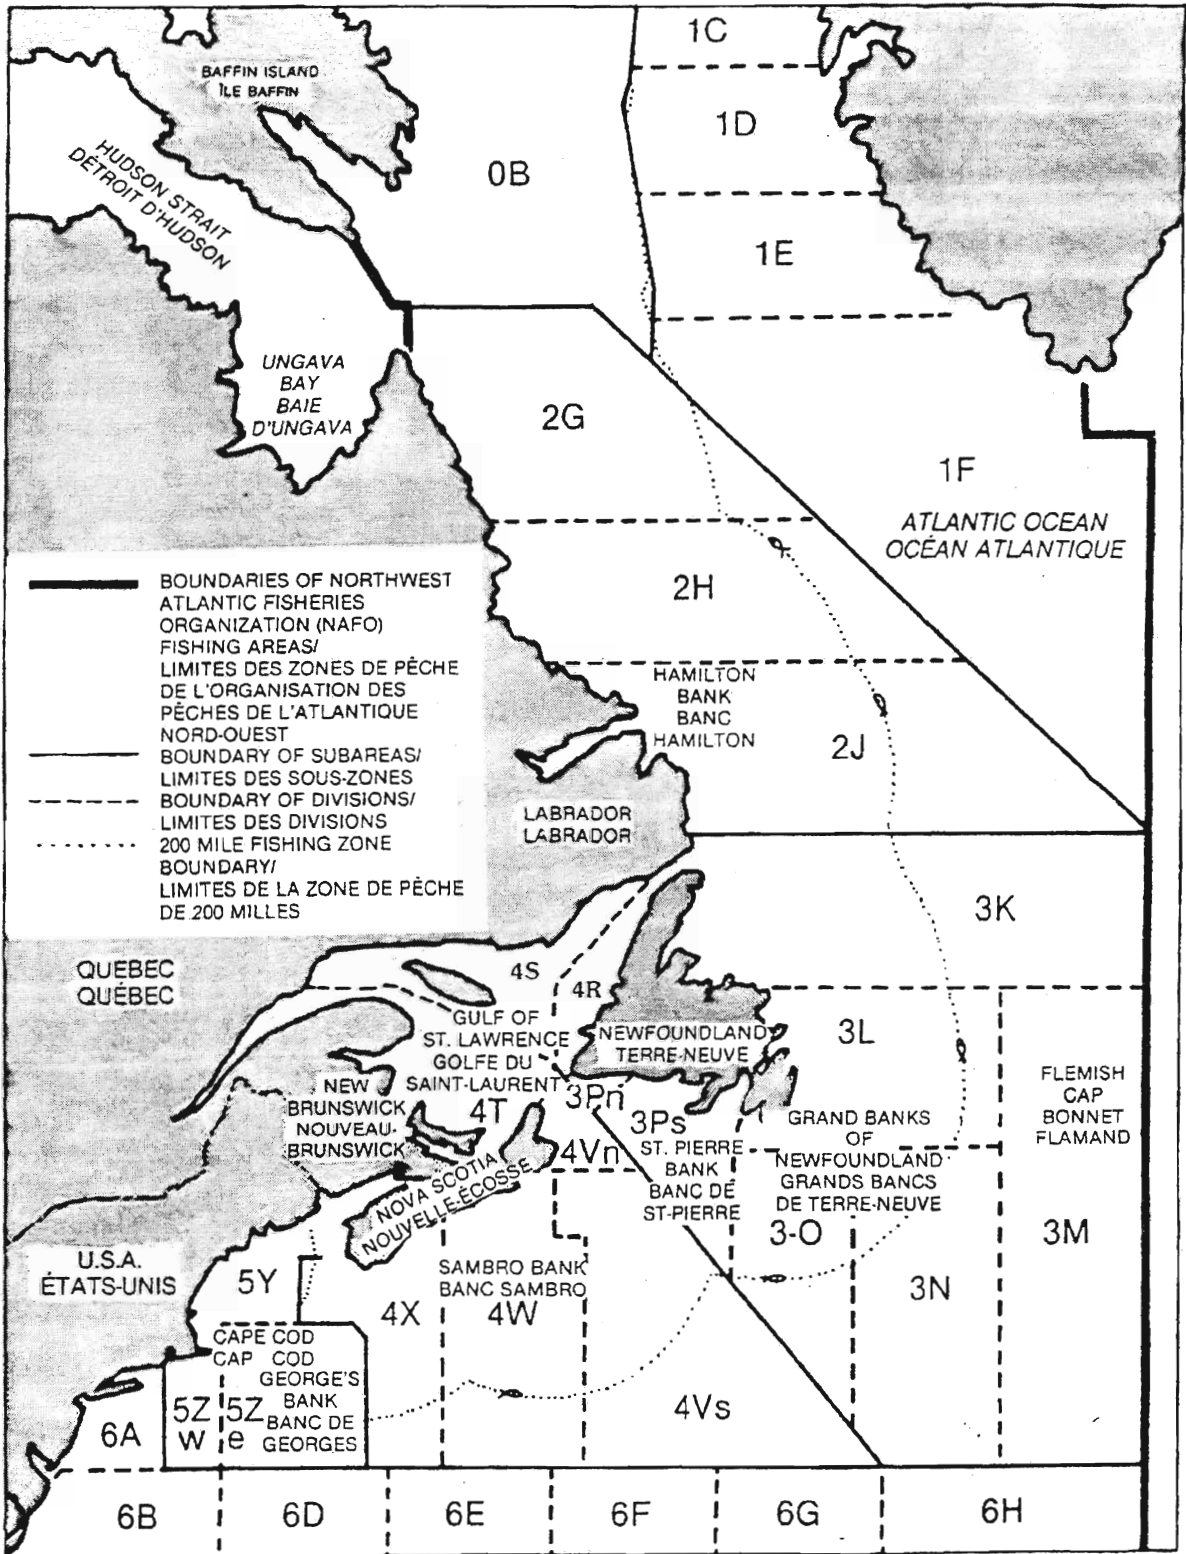 1C
BAFFIN ISLAND
ÎLE BAFFIN
1D
HUDSON STRAIT
DÉTROIT D'HUDSON
0B
1E
UNGAVA
BAY
BAIE
D'UNGAVA
2G
1F
ATLANTIC OCEAN
OCÉAN ATLANTIQUE
2H
BOUNDARIES OF NORTHWEST
ATLANTIC FISHERIES
ORGANIZATION (NAFO)
FISHING AREAS/
LIMITES DES ZONES DE PÊCHE
DE L'ORGANISATION DES
PÊCHES DE L'ATLANTIQUE
NORD-OUEST
BOUNDARY OF SUBAREAS/
LIMITES DES SOUS-ZONES
BOUNDARY OF DIVISIONS/
LIMITES DES DIVISIONS
200 MILE FISHING ZONE
BOUNDARY/
LIMITES DE LA ZONE DE PÊCHE
DE 200 MILLES
HAMILTON
BANK
BANC
HAMILTON
2J
LABRADOR
LABRADOR
3K
QUEBEC
QUÉBEC
4S
4R
GULF OF
ST. LAWRENCE
GOLFE DU
SAINT-LAURENT
NEWFOUNDLAND
TERRE-NEUVE
3L
FLEMISH
CAP
BONNET
FLAMAND
NEW
BRUNSWICK
NOUVEAU-
BRUNSWICK
4T
3Pn
3Ps
4Vn
ST. PIERRE
BANK
BANC DE
ST-PIERRE
GRAND BANKS
OF
NEWFOUNDLAND
GRANDS BANCS
DE TERRE-NEUVE
NOVA SCOTIA
NOUVELLE-ÉCOSSE
3-O
3M
U.S.A.
ÉTATS-UNIS
5Y
SAMBRO BANK
BANC SAMBRO
4X
4W
3N
CAPE COD
CAP COD
GEORGE'S
BANK
BANC DE
GEORGES
5Z
w
5Z
e
4Vs
6A
6B
6D
6E
6F
6G
6H